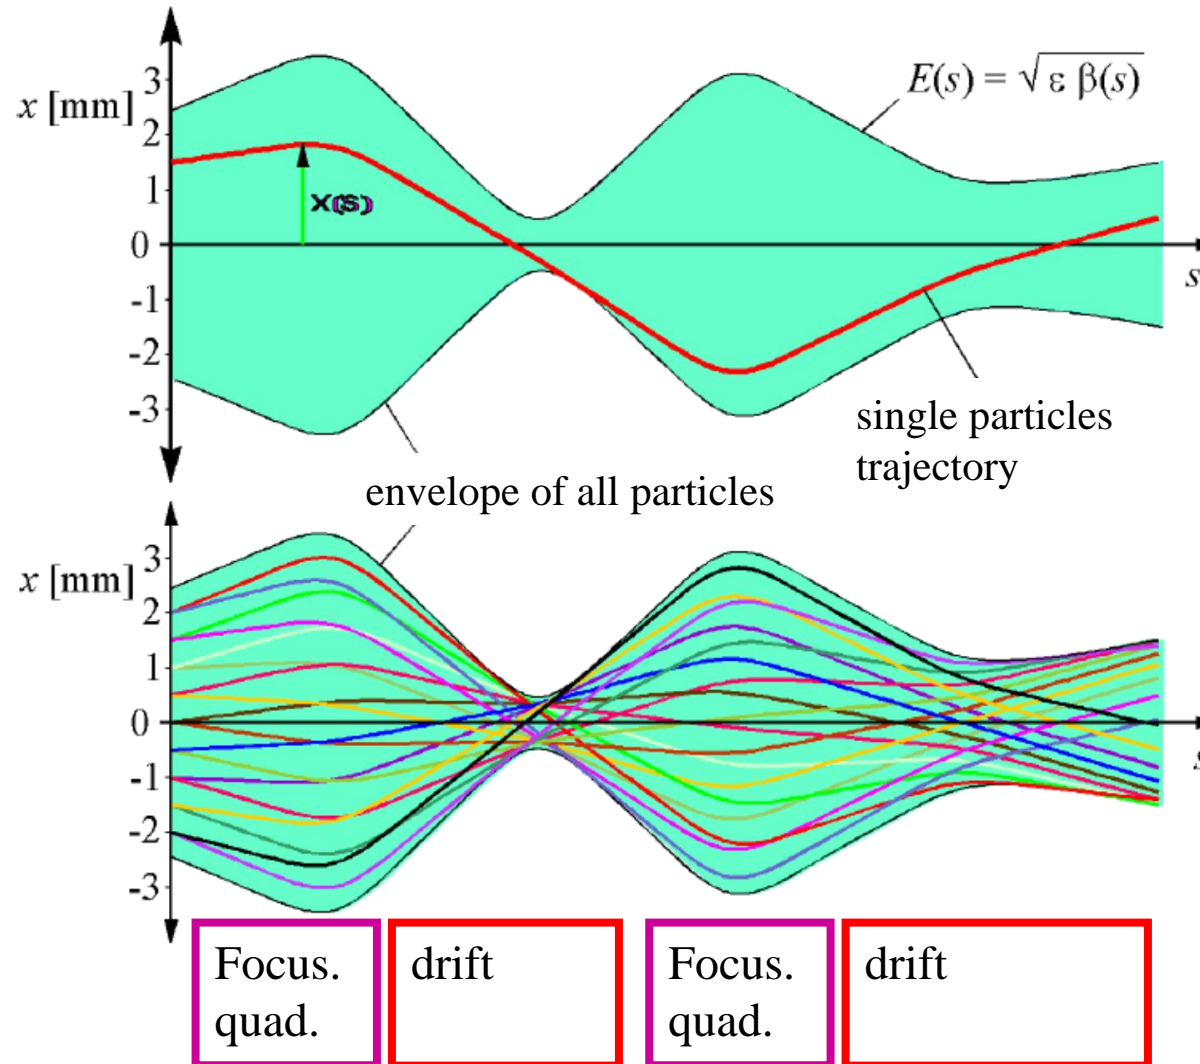 3
E(s) = √ε β(s)
x [mm]
2
1
x(s)
0
s
-1
-2
-3
single particles
trajectory
envelope of all particles
3
x [mm]
2
1
0
s
-1
-2
-3
Focus.
quad.
drift
Focus.
quad.
drift